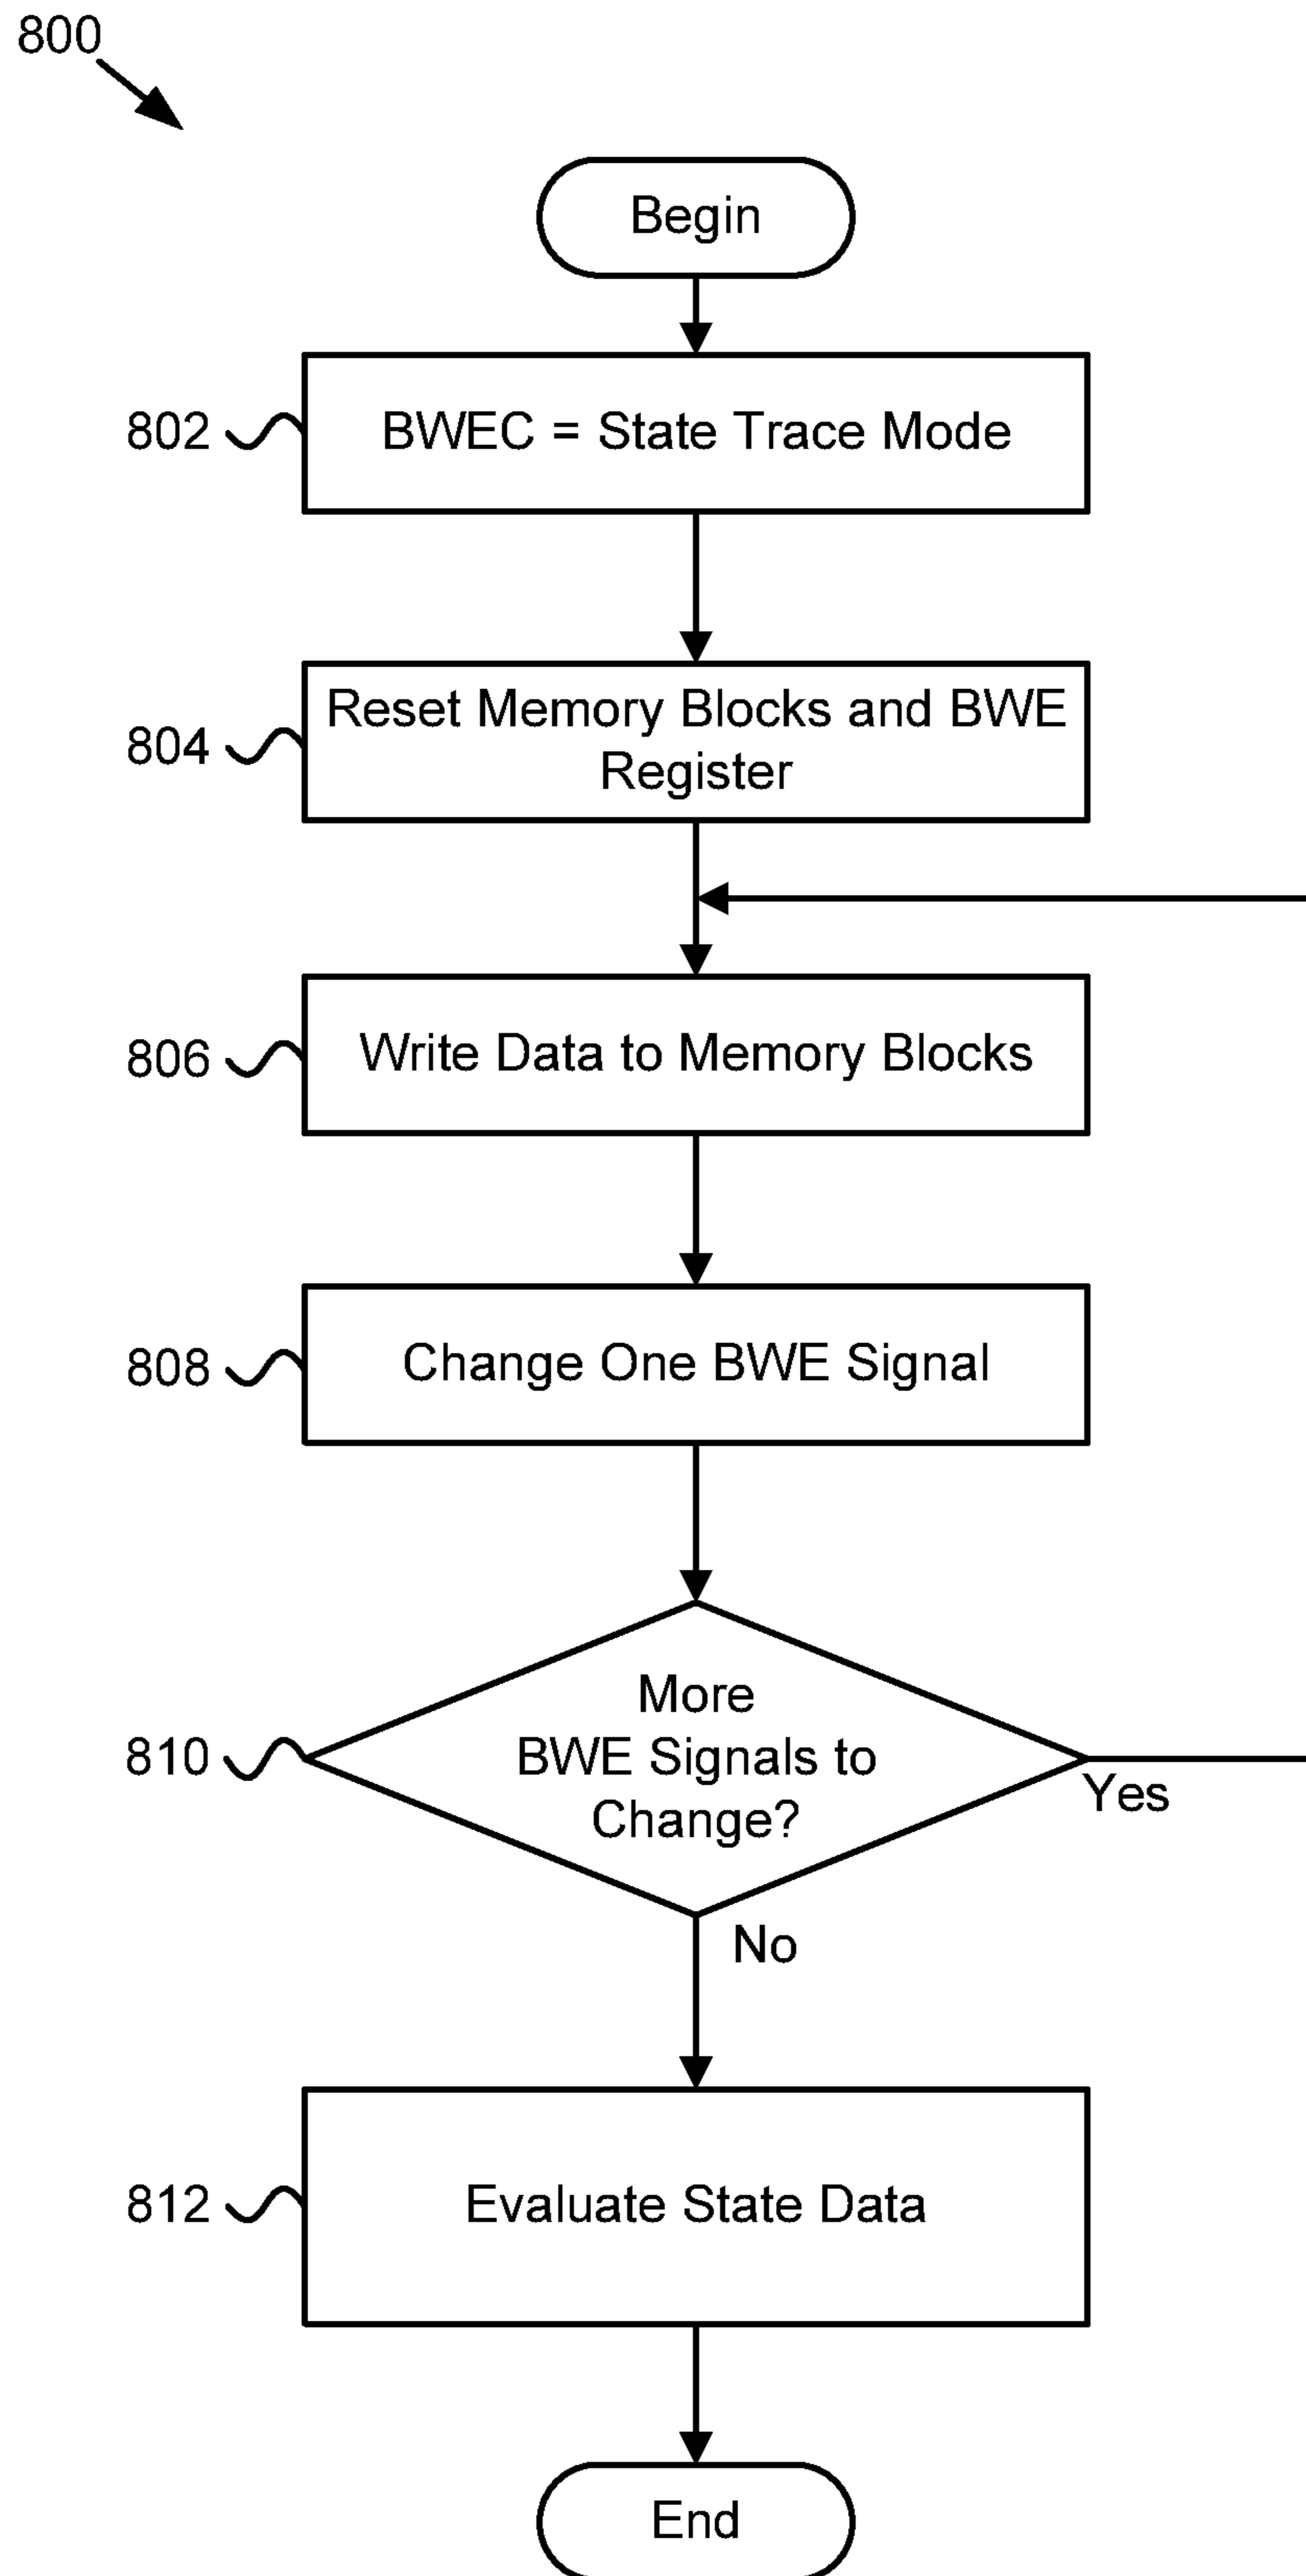 800
Begin
802
BWEC = State Trace Mode
804
Reset Memory Blocks and BWE
Register
806
Write Data to Memory Blocks
808
Change One BWE Signal
810
More
BWE Signals to
Change?
Yes
No
812
Evaluate State Data
End